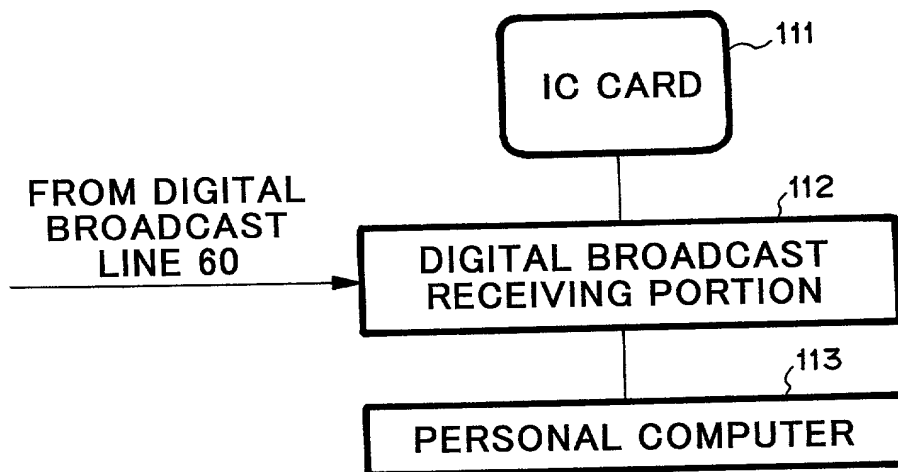 111
IC CARD
FROM DIGITAL
BROADCAST
LINE 60
112
DIGITAL BROADCAST
RECEIVING PORTION
113
PERSONAL COMPUTER